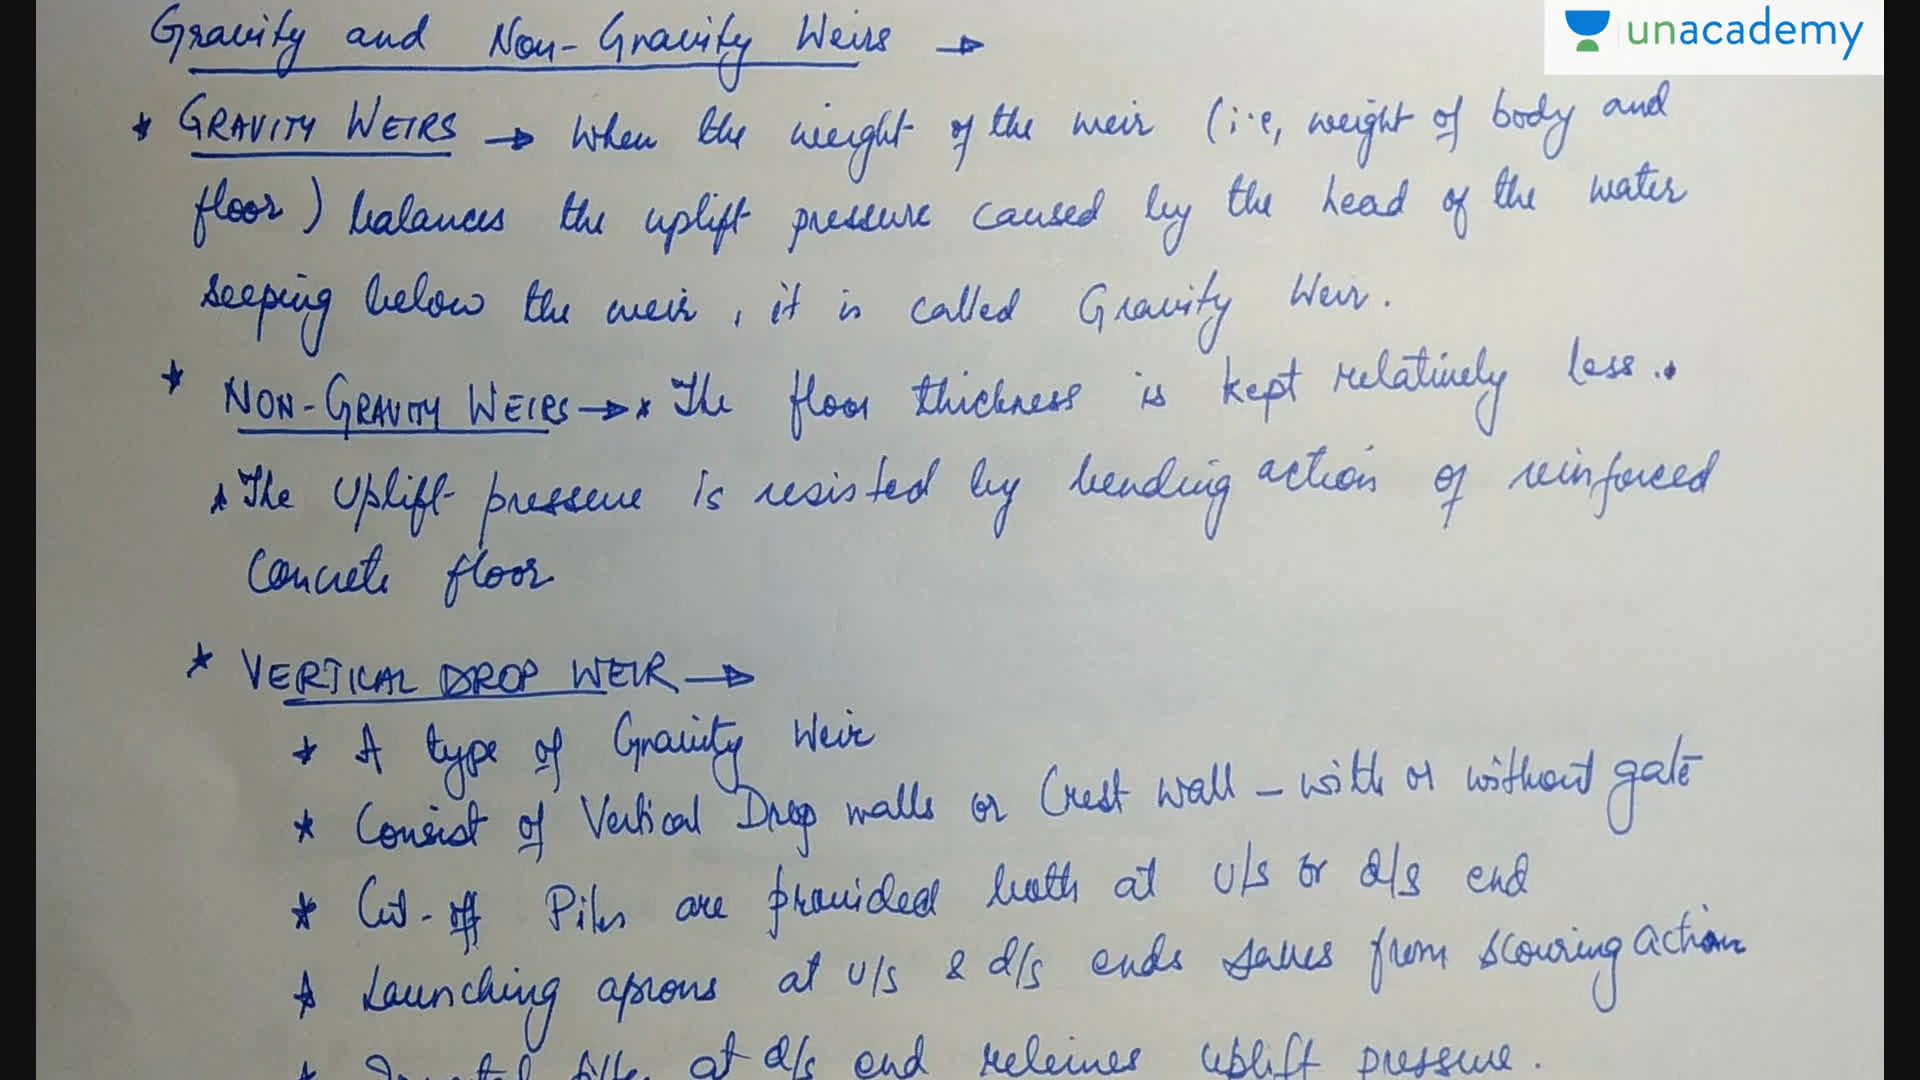 Gravity and Non-Gravity Weirs →
unacademy
* GRAVITY WEIRS → When the weight of the weir (i.e, weight of body and
floor) balances the uplift pressure caused by the head of the water
seeping below the weir, it is called Gravity Weir.
* NON-GRAVITY WEIRS → * The floor thickness is kept relatively less.
* The Uplift pressure is resisted by bending action of reinforced
Concrete floor
* VERTICAL DROP WEIR →
* A type of Gravity Weir
* Consist of Vertical Drop walls or Crest wall - with or without gate
* Cut-off Piles are provided both at u/s or d/s end
* Launching aprons at u/s & d/s ends saves from scouring action
* at d/s end relieves uplift pressure.